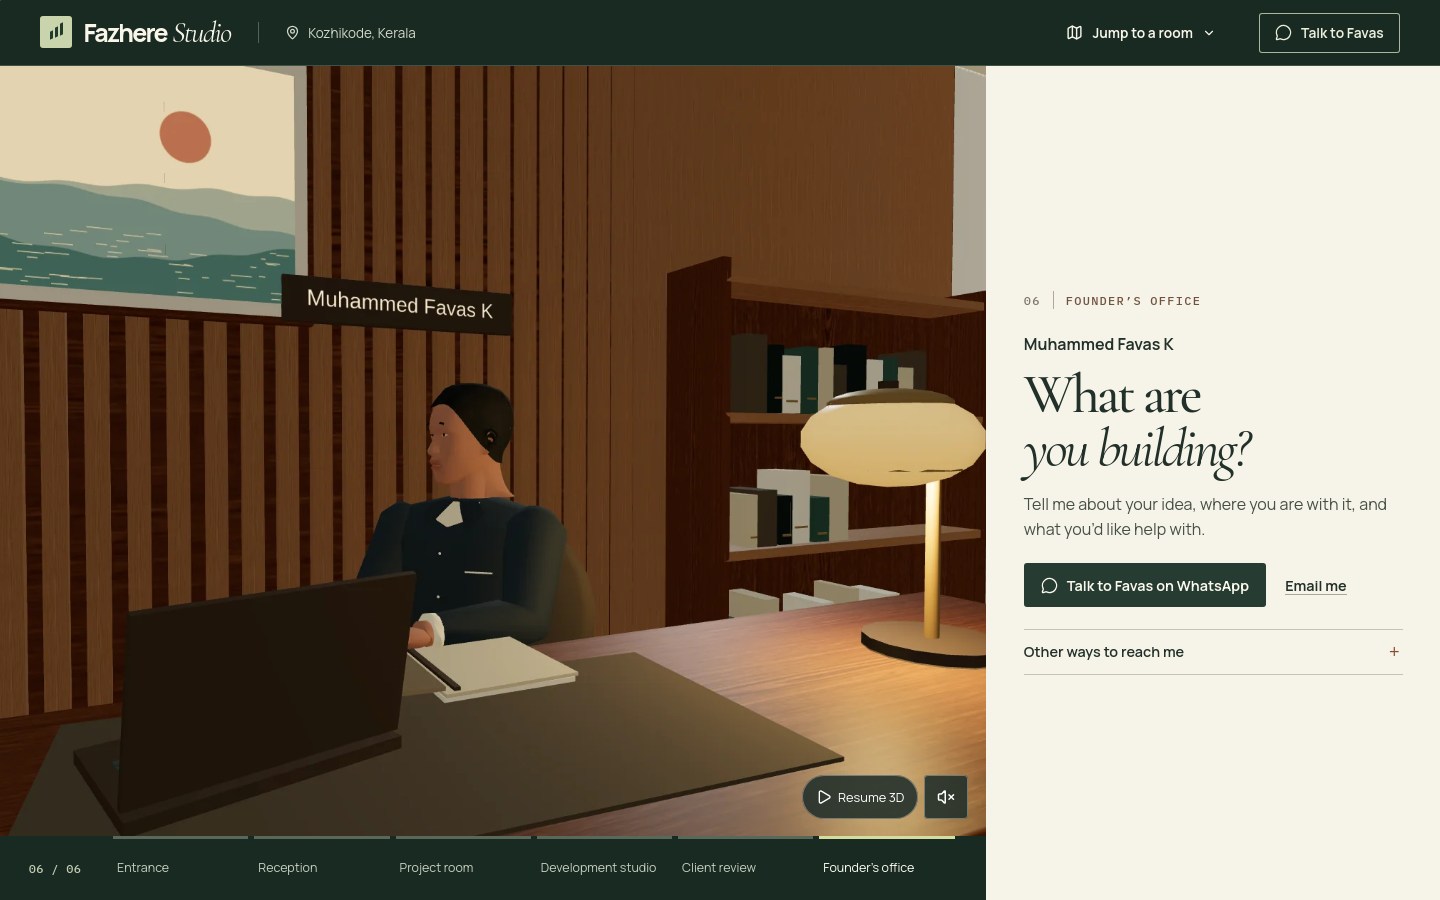 Fazhere Studio
Kozhikode, Kerala
Jump to a room
Talk to Favas
Muhammed Favas K
06 FOUNDER’S OFFICE
Muhammed Favas K
What are
you building?
Tell me about your idea, where you are with it, and
what you’d like help with.
Talk to Favas on WhatsApp
Email me
Other ways to reach me +
Resume 3D
06 / 06
Entrance
Reception
Project room
Development studio
Client review
Founder’s office